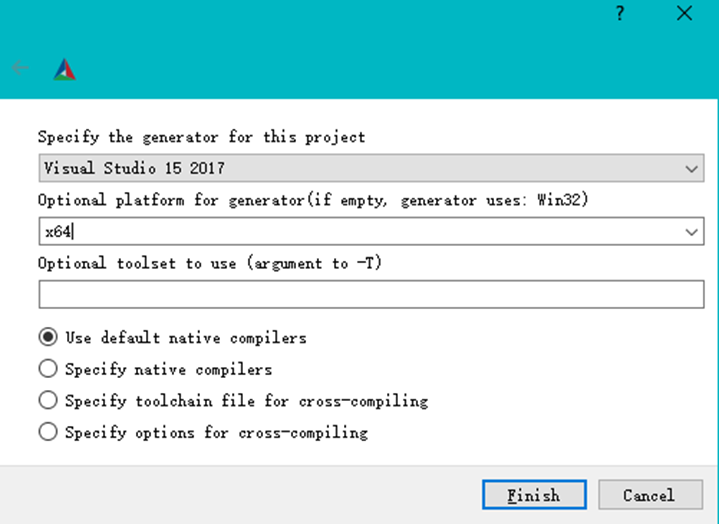 ?
Specify the generator for this project
Visual Studio 15 2017
Optional platform for generator(if empty, generator uses: Win32)
x64
Optional toolset to use (argument to -T)
Use default native compilers
Specify native compilers
Specify toolchain file for cross-compiling
Specify options for cross-compiling
Finish Cancel